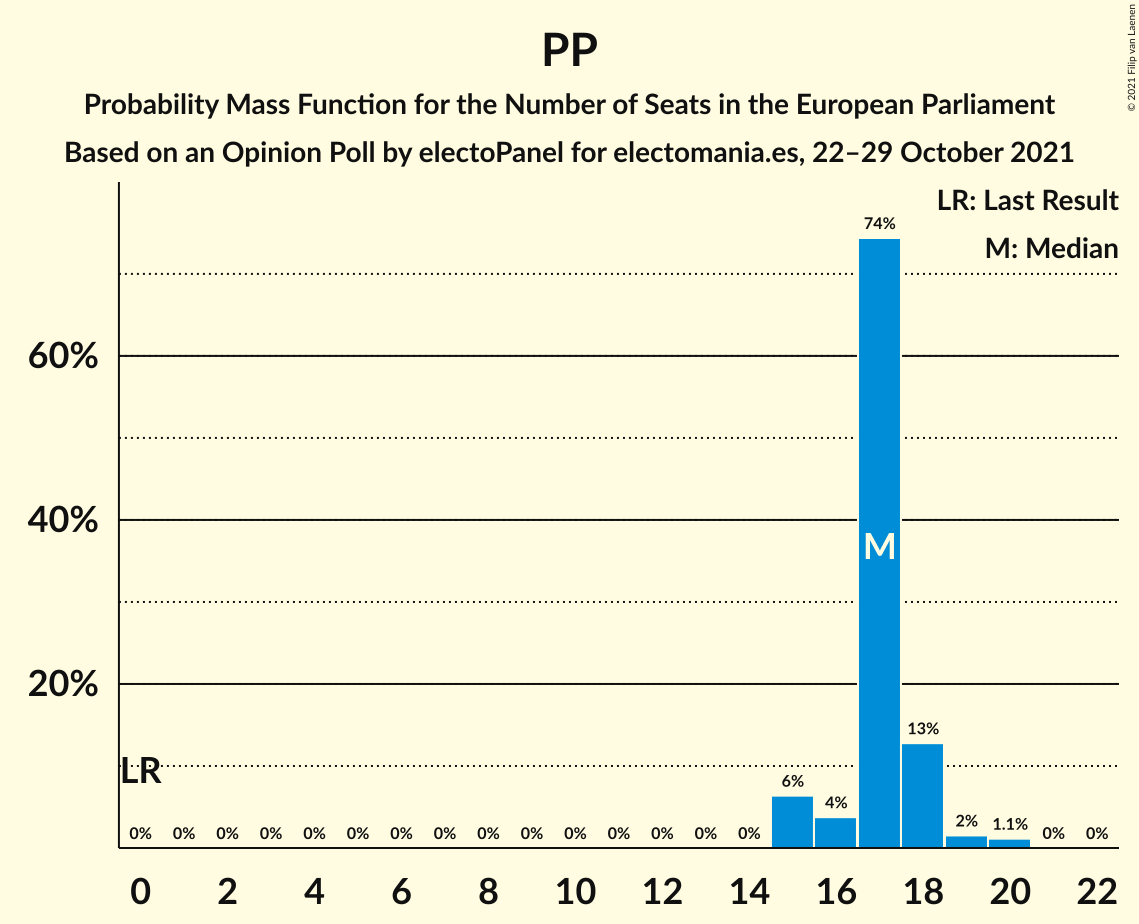 PP
Probability Mass Function for the Number of Seats in the European Parliament
Based on an Opinion Poll by electoPanel for electomania.es, 22–29 October 2021
© 2021 Filip van Laenen
LR: Last Result
M: Median
74%
60%
40%
M
20%
13%
LR
6%
4%
2%
1.1%
0% 0% 0% 0% 0% 0% 0% 0% 0% 0% 0% 0% 0% 0% 0% 0% 0%
0 2 4 6 8 10 12 14 16 18 20 22